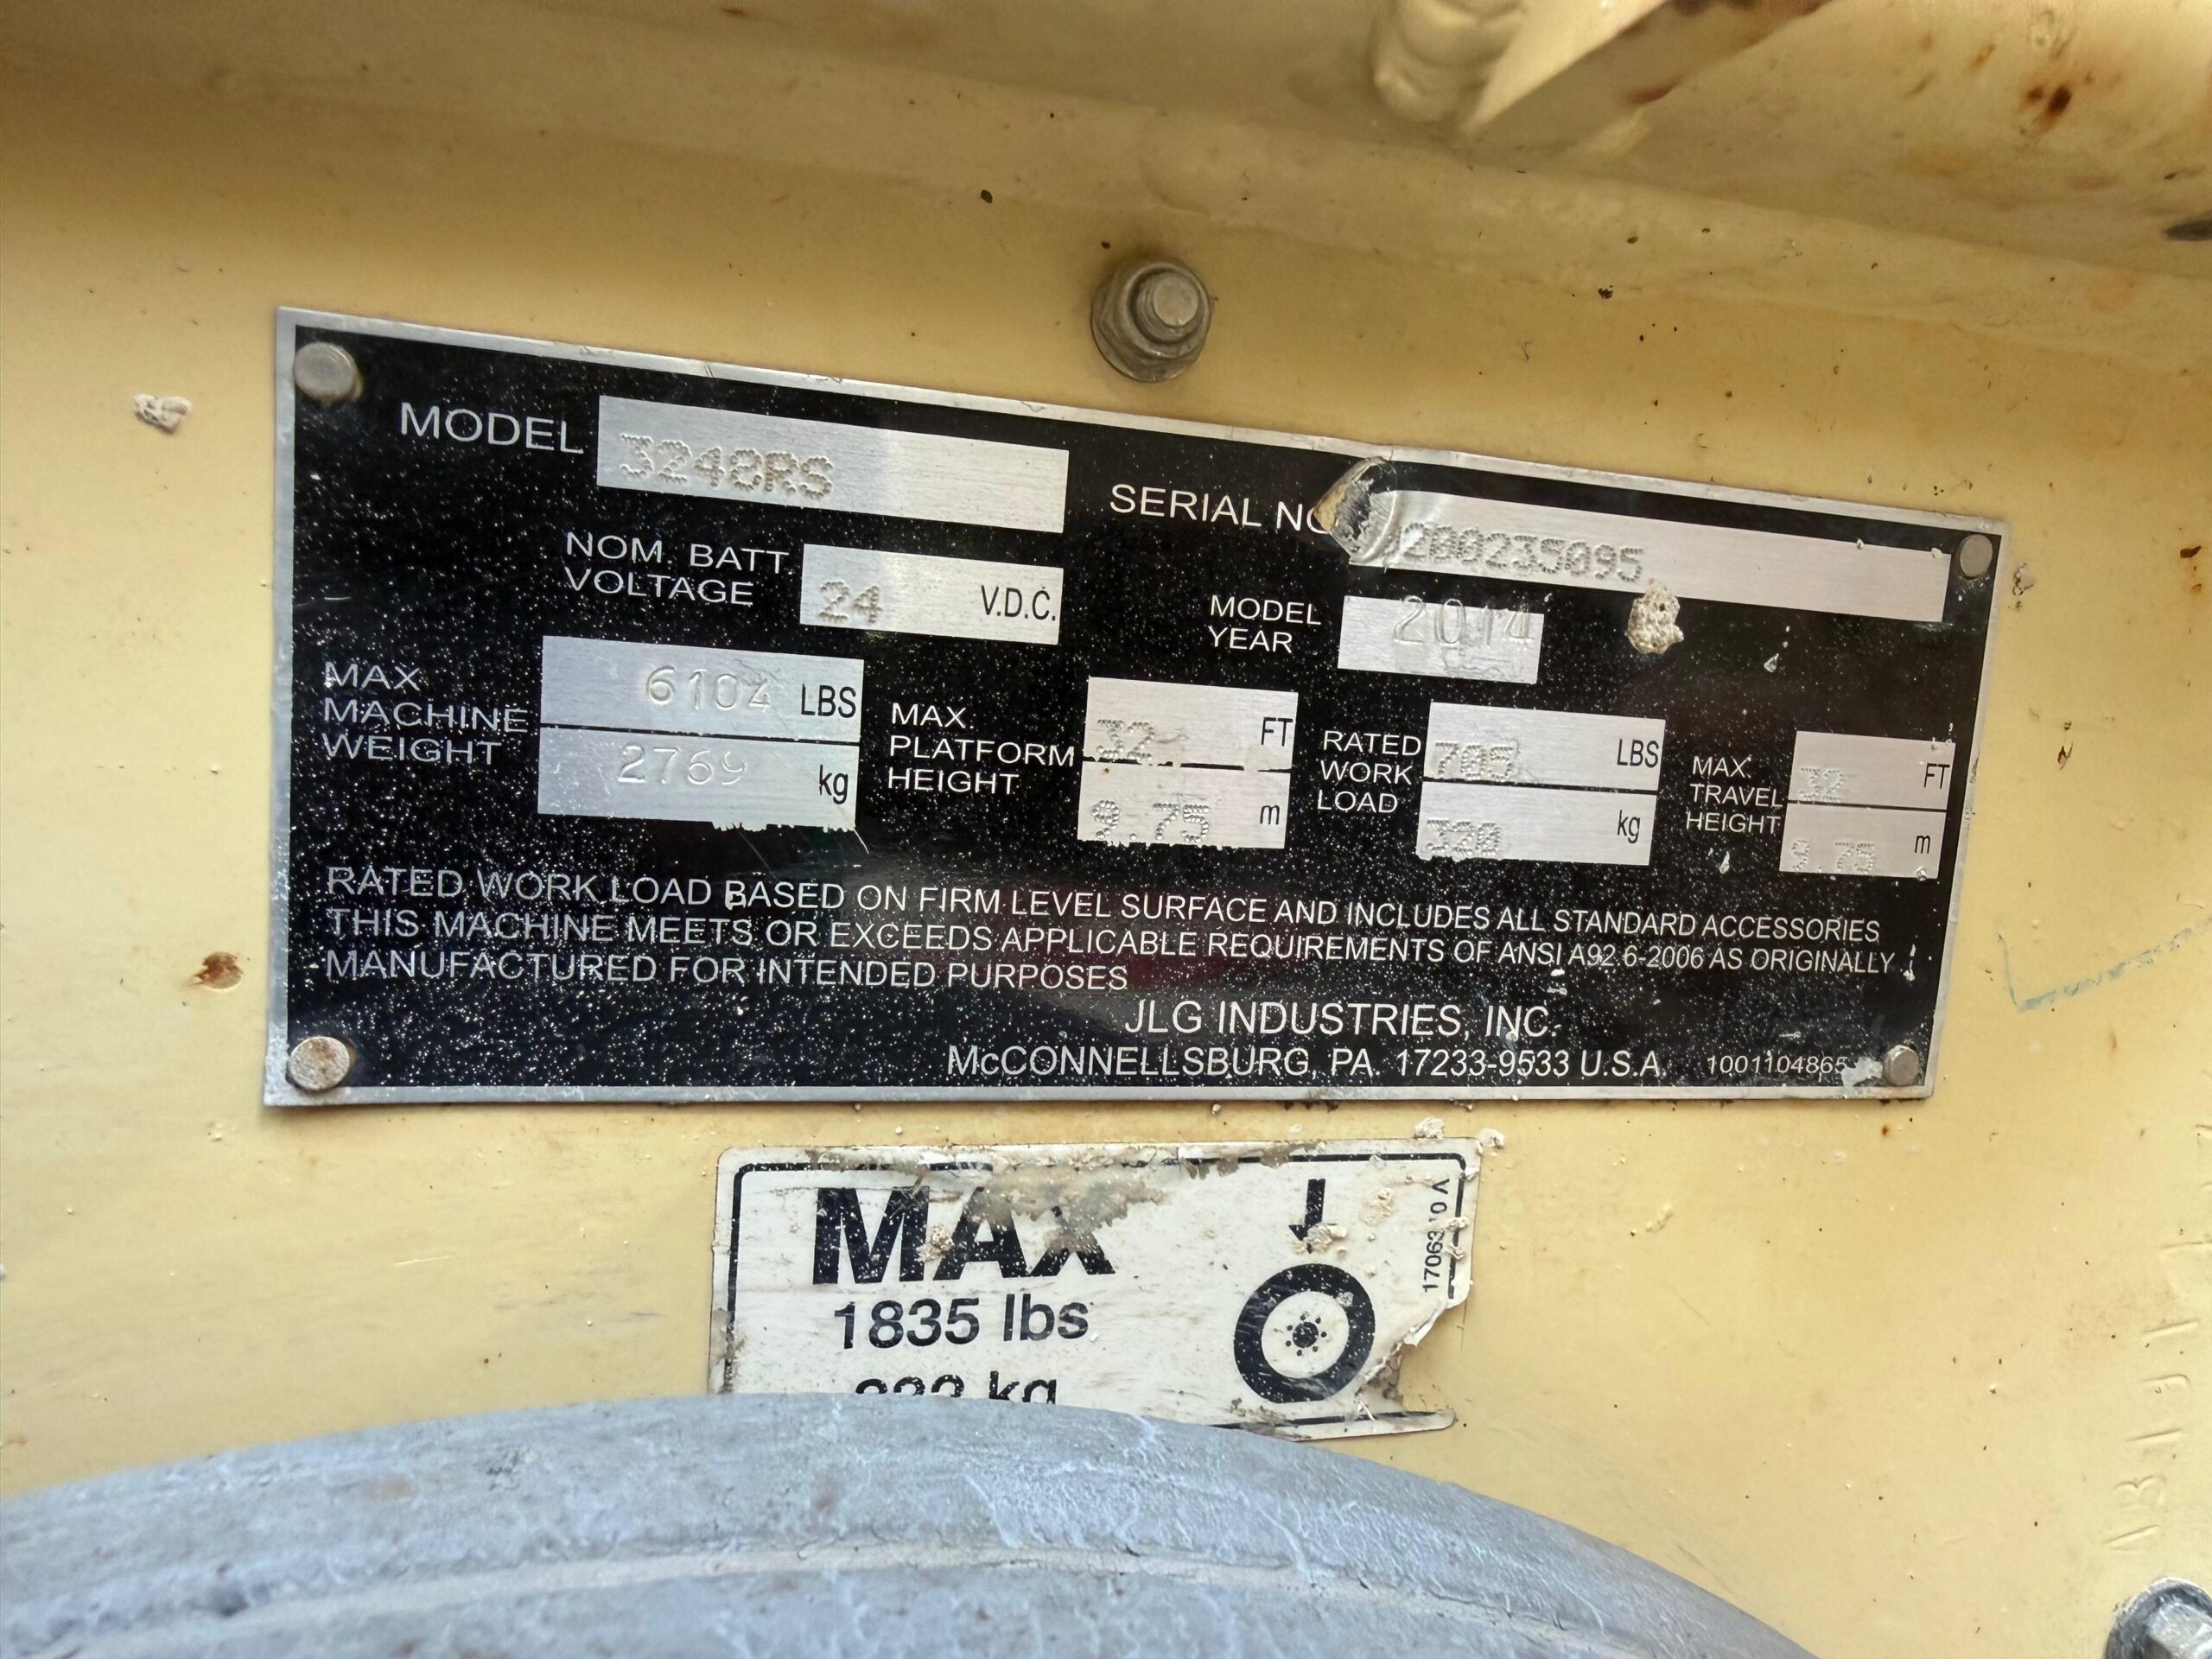 MODEL 3248RS
SERIAL NO 200235095
NOM. BATT. VOLTAGE 24 V.D.C.
MODEL YEAR 2014
MAX MACHINE WEIGHT 6104 LBS
2769 kg
MAX. PLATFORM HEIGHT 32 FT
9.75 m
RATED WORK LOAD 705 LBS
320 kg
MAX. TRAVEL HEIGHT 32 FT
9.75 m
RATED WORK LOAD BASED ON FIRM LEVEL SURFACE AND INCLUDES ALL STANDARD ACCESSORIES
THIS MACHINE MEETS OR EXCEEDS APPLICABLE REQUIREMENTS OF ANSI A92.6-2006 AS ORIGINALLY
MANUFACTURED FOR INTENDED PURPOSES
JLG INDUSTRIES, INC.
McCONNELLSBURG, PA. 17233-9533 U.S.A.
1001104865
MAX
1835 lbs
kg